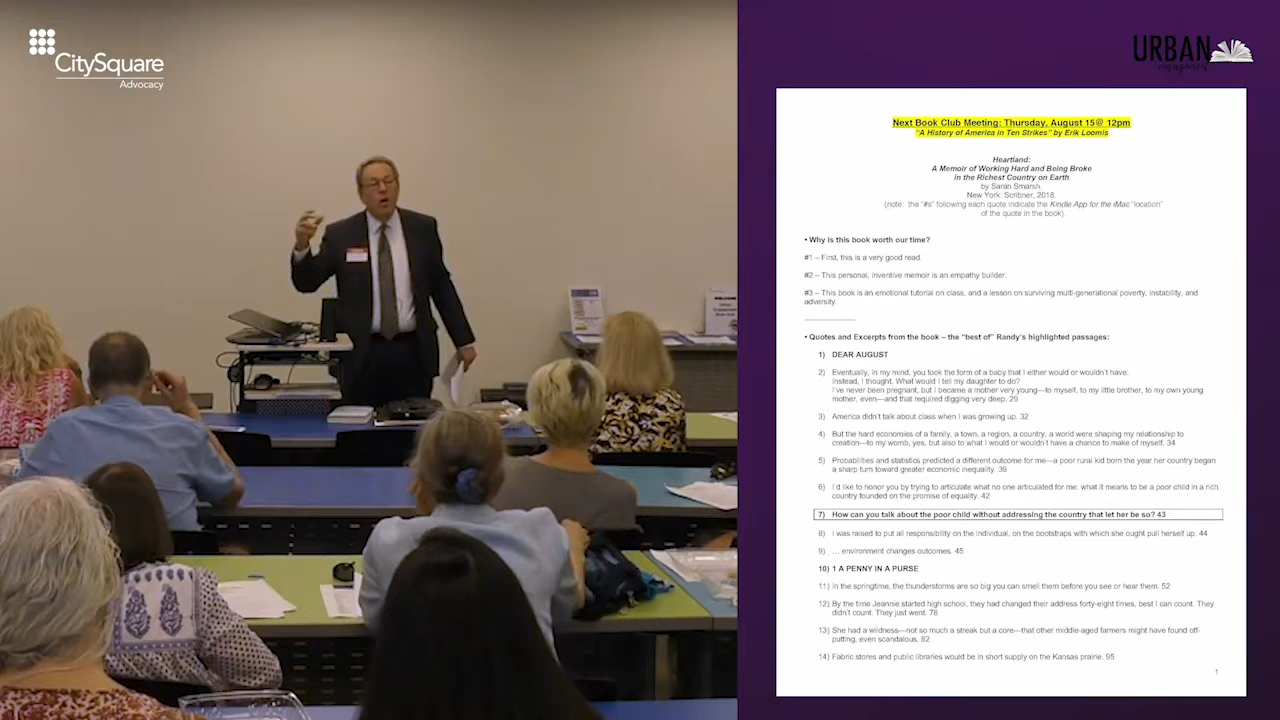 CitySquare
Advocacy
URBAN
engagement
WELCOME
Next Book Club Meeting: Thursday, August 15@ 12pm
"A History of America in Ten Strikes" by Erik Loomis
Heartland:
A Memoir of Working Hard and Being Broke
in the Richest Country on Earth
by Sarah Smarsh.
New York: Scribner, 2018.
(note: the "#s" following each quote indicate the Kindle App for the iMac "location"
of the quote in the book).
• Why is this book worth our time?
#1 – First, this is a very good read.
#2 – This personal, inventive memoir is an empathy builder.
#3 – This book is an emotional tutorial on class, and a lesson on surviving multi-generational poverty, instability, and
adversity.
• Quotes and Excerpts from the book – the "best of" Randy's highlighted passages:
1) DEAR AUGUST
2) Eventually, in my mind, you took the form of a baby that I either would or wouldn't have.
Instead, I thought, What would I tell my daughter to do?
I've never been pregnant, but I became a mother very young—to myself, to my little brother, to my own young
mother, even—and that required digging very deep. 29
3) America didn't talk about class when I was growing up. 32
4) But the hard economies of a family, a town, a region, a country, a world were shaping my relationship to
creation—to my womb, yes, but also to what I would or wouldn't have a chance to make of myself. 34
5) Probabilities and statistics predicted a different outcome for me—a poor rural kid born the year her country began
a sharp turn toward greater economic inequality. 39
6) I'd like to honor you by trying to articulate what no one articulated for me: what it means to be a poor child in a rich
country founded on the promise of equality. 42
7) How can you talk about the poor child without addressing the country that let her be so? 43
8) I was raised to put all responsibility on the individual, on the bootstraps with which she ought pull herself up. 44
9) … environment changes outcomes. 45
10) 1 A PENNY IN A PURSE
11) In the springtime, the thunderstorms are so big you can smell them before you see or hear them. 52
12) By the time Jeannie started high school, they had changed their address forty-eight times, best I can count. They
didn't count. They just went. 78
13) She had a wildness—not so much a streak but a core—that other middle-aged farmers might have found off-
putting, even scandalous. 82
14) Fabric stores and public libraries would be in short supply on the Kansas prairie. 95
1